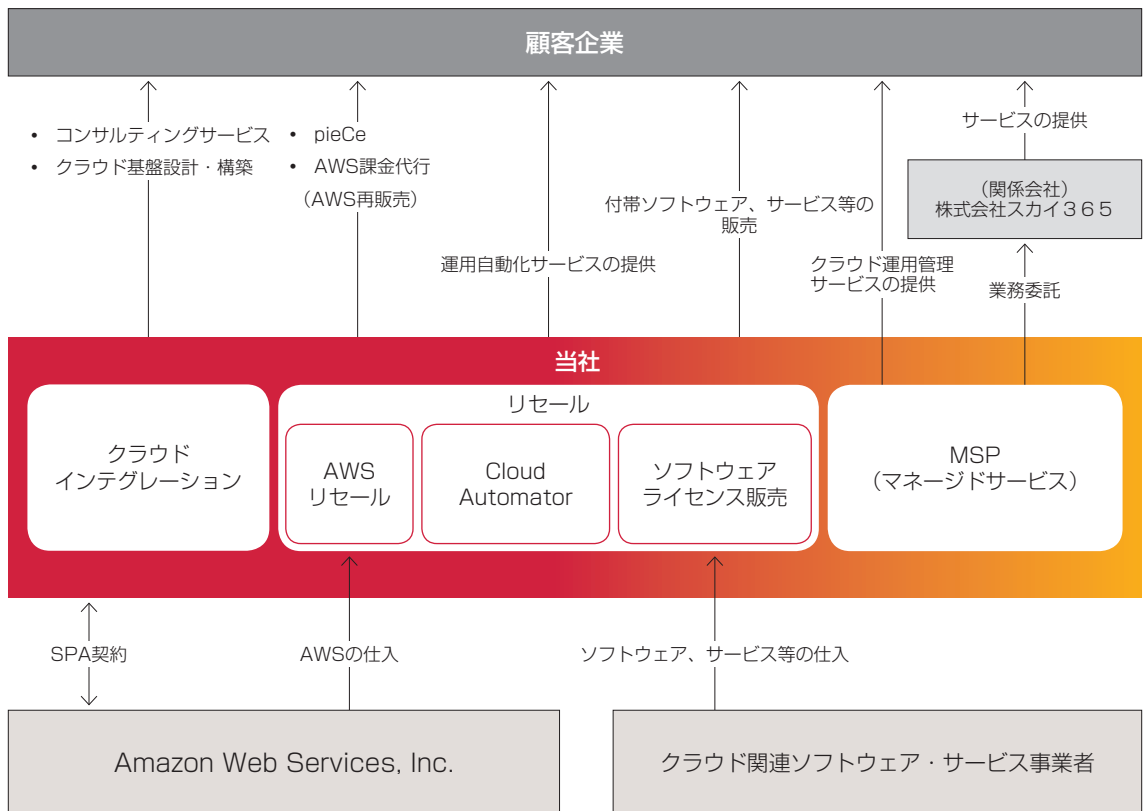 顧客企業
• コンサルティングサービス
• クラウド基盤設計・構築
• pieCe
• AWS課金代行
(AWS再販売)
運用自動化サービスの提供
付帯ソフトウェア、サービス等の
販売
クラウド運用管理
サービスの提供
サービスの提供
(関係会社)
株式会社スカイ365
業務委託
当社
クラウド
インテグレーション
リセール
AWS
リセール
Cloud
Automator
ソフトウェア
ライセンス販売
MSP
(マネージドサービス)
SPA契約
AWSの仕入
ソフトウェア、サービス等の仕入
Amazon Web Services, Inc.
クラウド関連ソフトウェア・サービス事業者